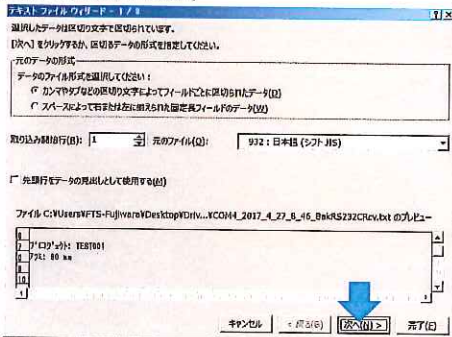 テキスト ファイル ウィザード - 1 / 3
選択したデータは区切り文字で区切られています。
[次へ] をクリックするか、区切るデータの形式を指定してください。
元のデータの形式
データのファイル形式を選択してください:
カンマやタブなどの区切り文字によってフィールドごとに区切られたデータ(D)
スペースによって右または左に揃えられた固定長フィールドのデータ(W)
取り込み開始行(R): 1 元のファイル(O): 932 : 日本語 (シフト JIS)
先頭行をデータの見出しとして使用する(M)
ファイル C:¥Users¥FTS-Fujiwara¥Desktop¥Driv...¥COM4_2017_4_27_8_46_BakRS232CRcv.txt のプレビュー
6
7 ﾌﾟﾛｼﾞｪｸﾄ: TEST001
8
9
10
キャンセル < 戻る(B) 次へ(N) > 完了(F)